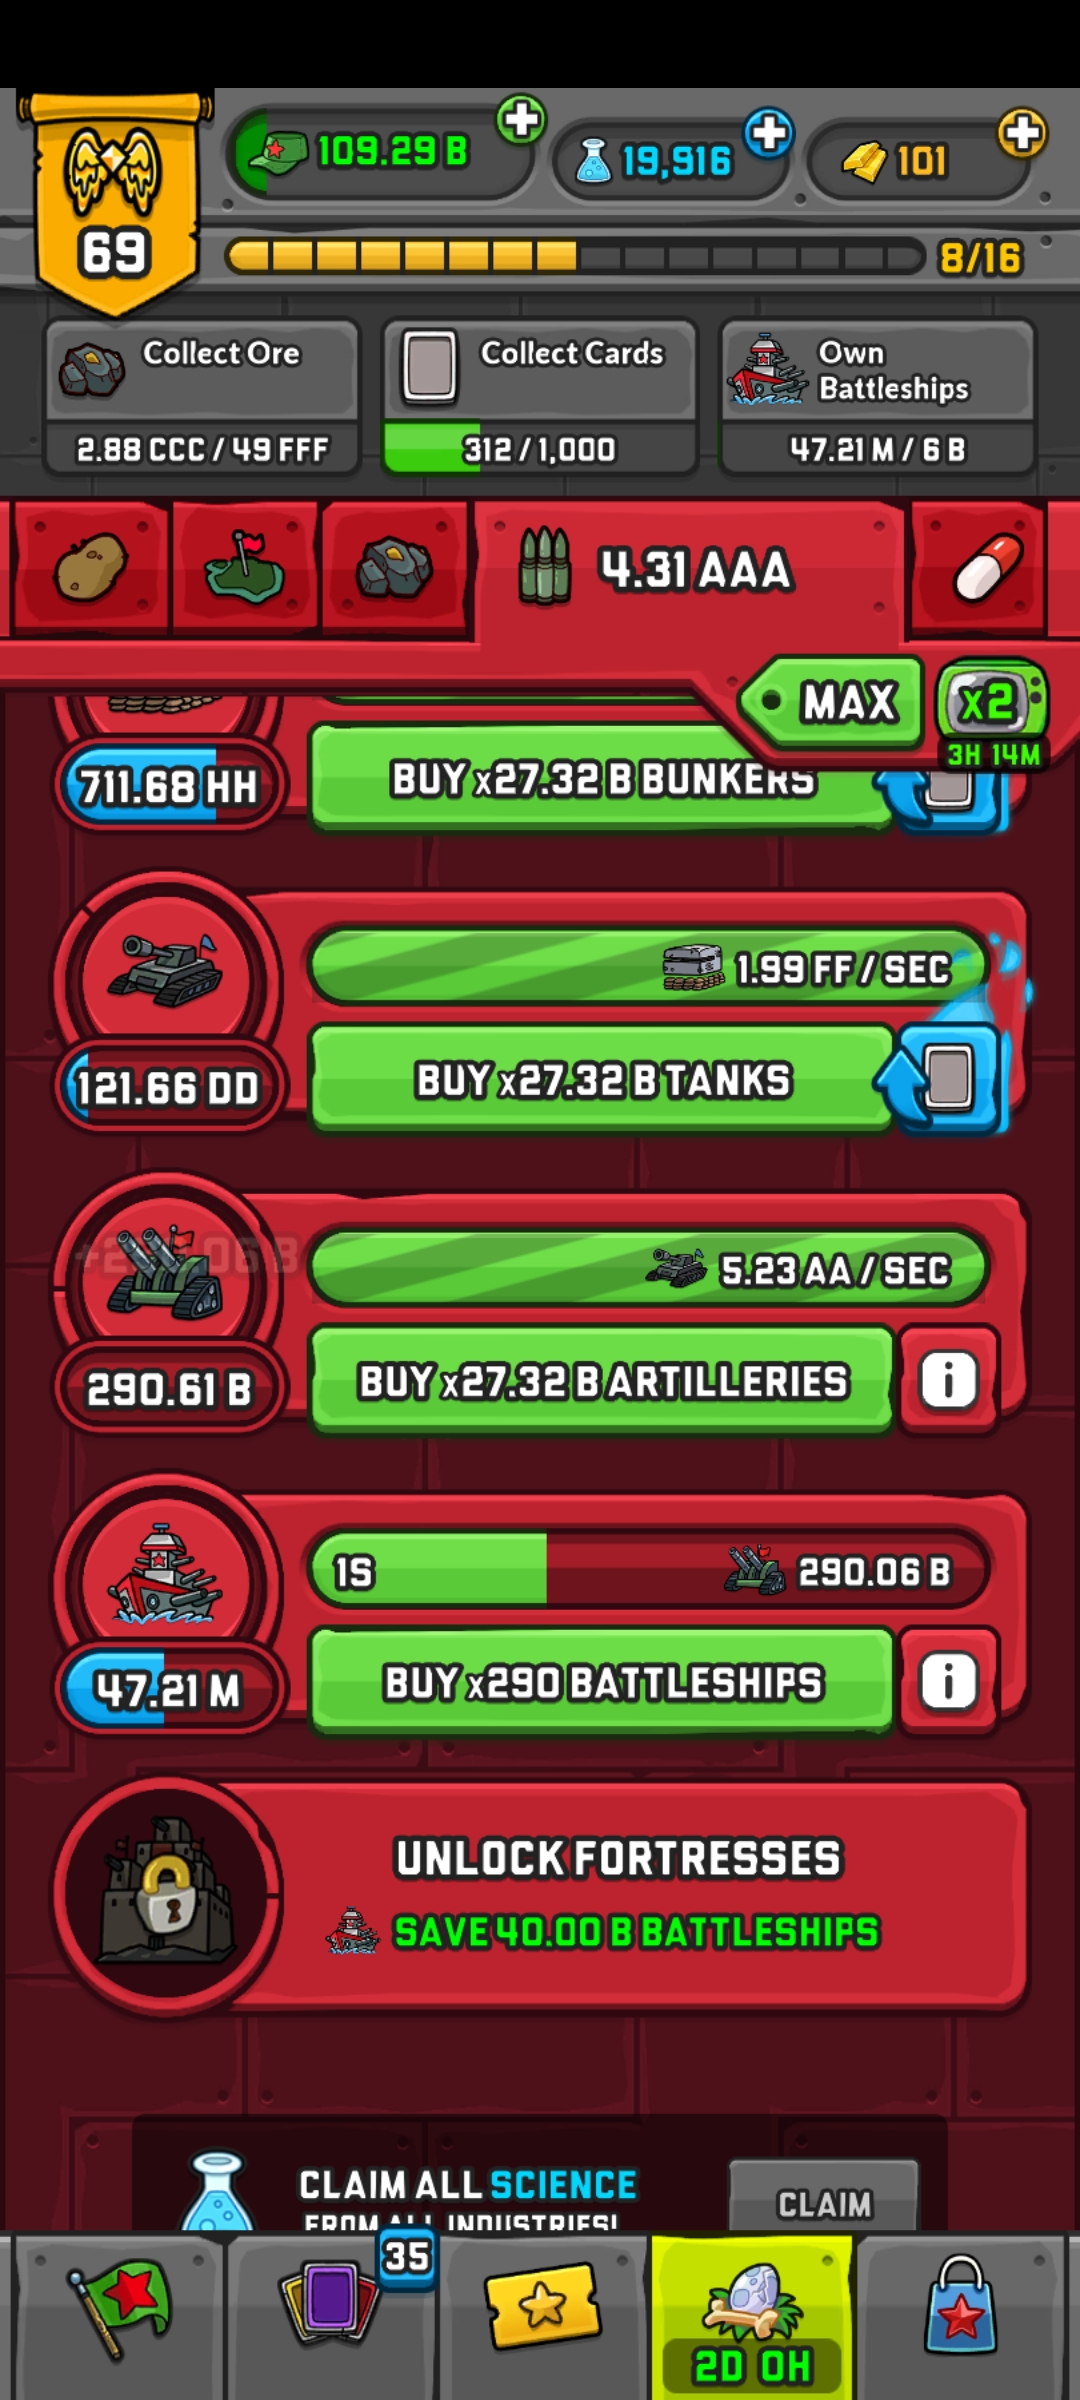 109.29 B
19,916
101
69
8/16
Collect Ore
2.88 CCC / 49 FFF
Collect Cards
312 / 1,000
Own
Battleships
47.21 M / 6 B
4.31 AAA
MAX
x2
3H 14M
711.68 HH
BUY x27.32 B BUNKERS
1.99 FF / SEC
121.66 DD
BUY x27.32 B TANKS
5.23 AA / SEC
290.61 B
BUY x27.32 B ARTILLERIES
i
1S
290.06 B
47.21 M
BUY x290 BATTLESHIPS
i
UNLOCK FORTRESSES
SAVE 40.00 B BATTLESHIPS
CLAIM ALL SCIENCE
FROM ALL INDUSTRIES!
CLAIM
35
2D 0H